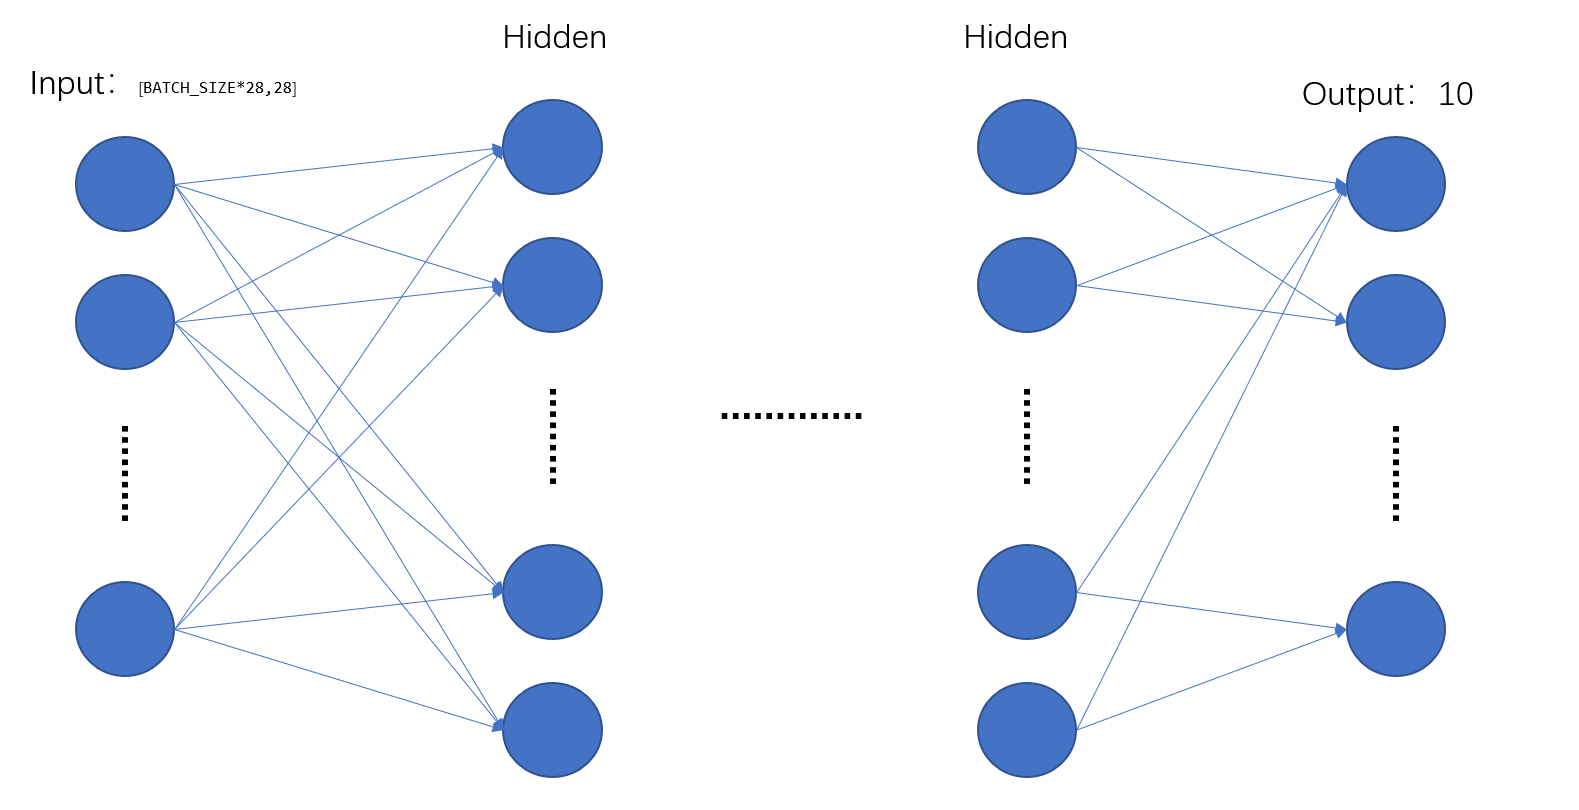 Hidden
Hidden
Input： [BATCH_SIZE*28,28]
Output：10